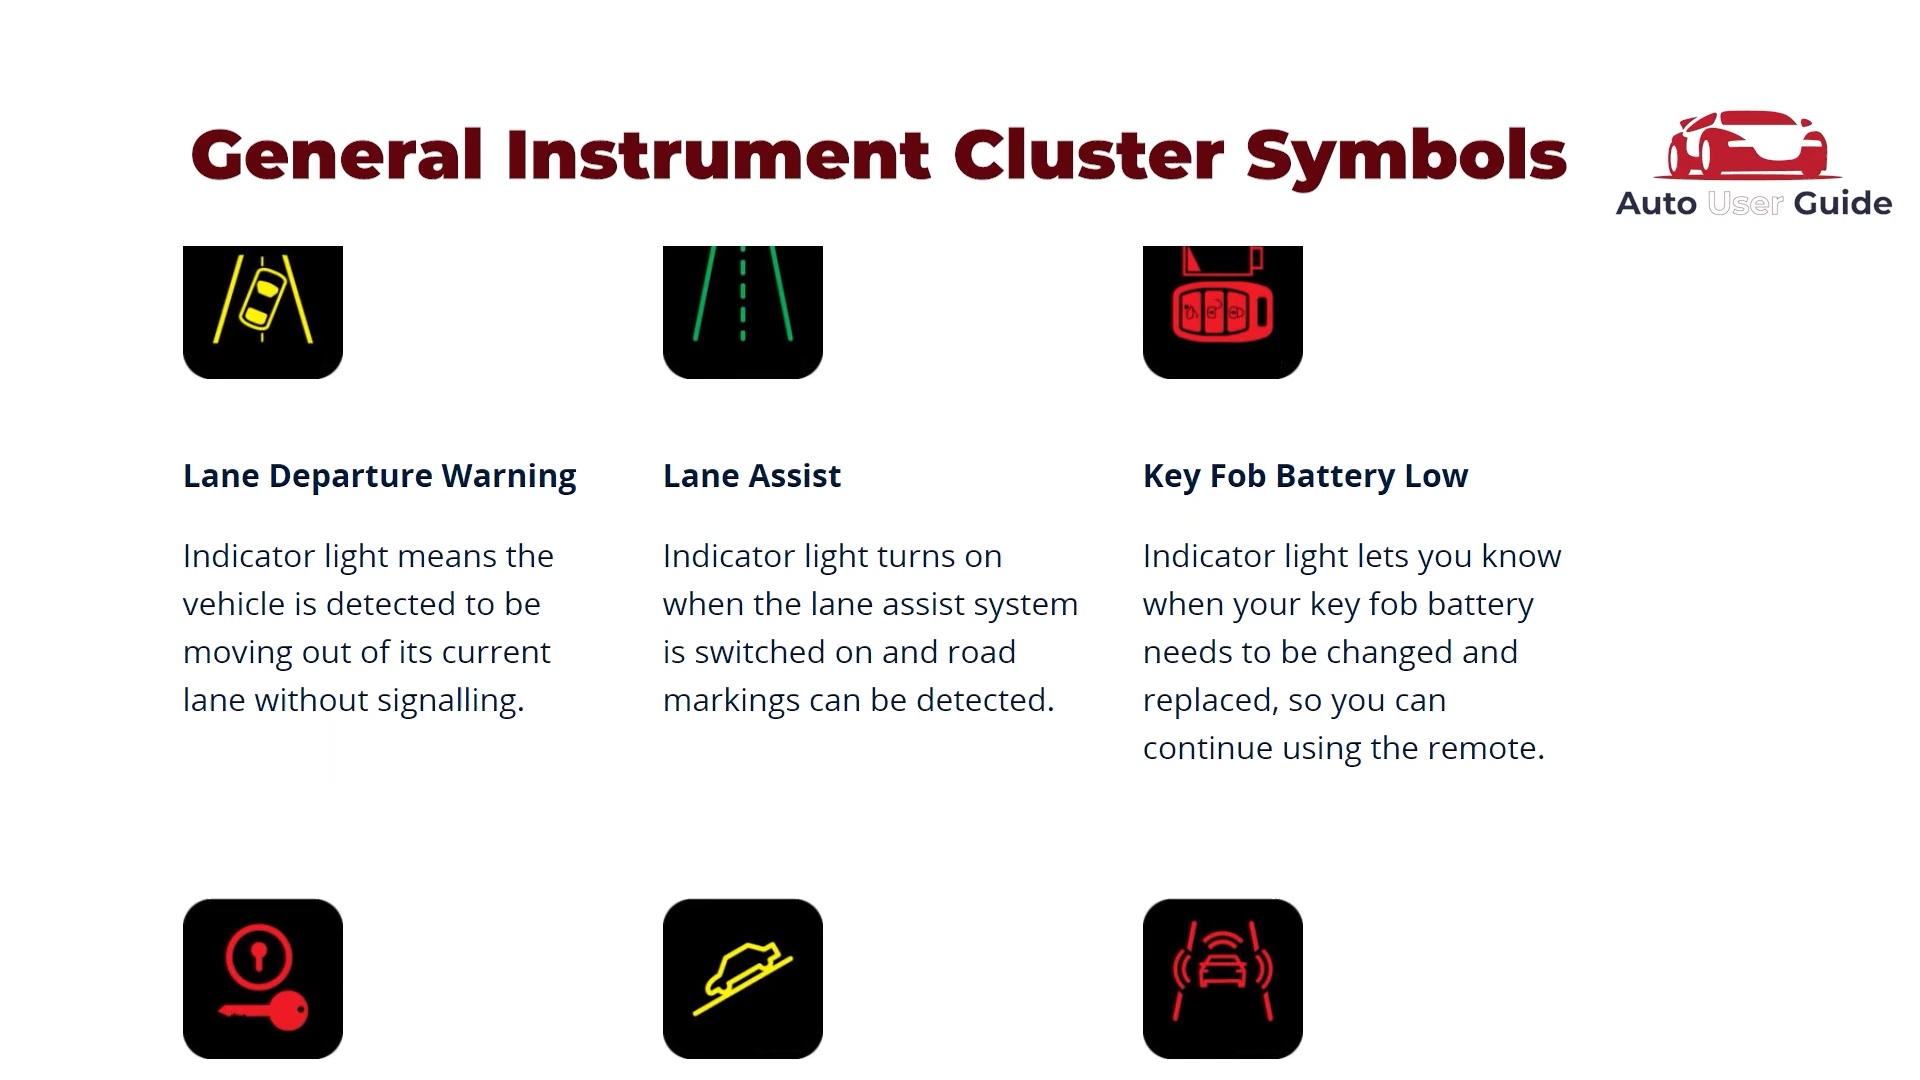 General Instrument Cluster Symbols
Auto User Guide
Lane Departure Warning
Indicator light means the
vehicle is detected to be
moving out of its current
lane without signalling.
Lane Assist
Indicator light turns on
when the lane assist system
is switched on and road
markings can be detected.
Key Fob Battery Low
Indicator light lets you know
when your key fob battery
needs to be changed and
replaced, so you can
continue using the remote.